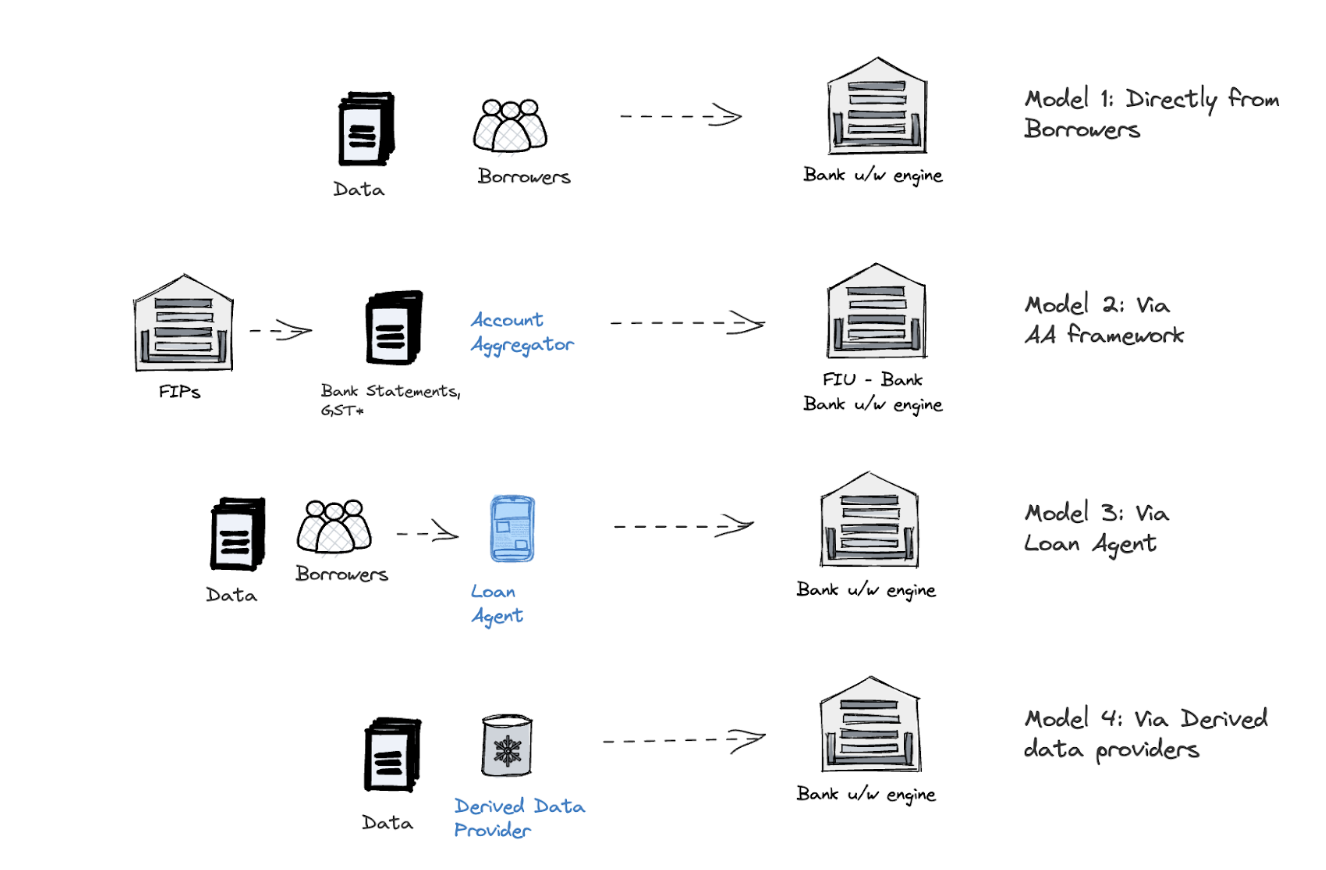 Model 1: Directly from
Borrowers
Data
Borrowers
Bank u/w engine
Model 2: Via
AA framework
Account
Aggregator
FIPs
Bank Statements,
GST*
FIU - Bank
Bank u/w engine
Model 3: Via
Loan Agent
Data
Borrowers
Loan
Agent
Bank u/w engine
Model 4: Via Derived
data providers
Data
Derived Data
Provider
Bank u/w engine